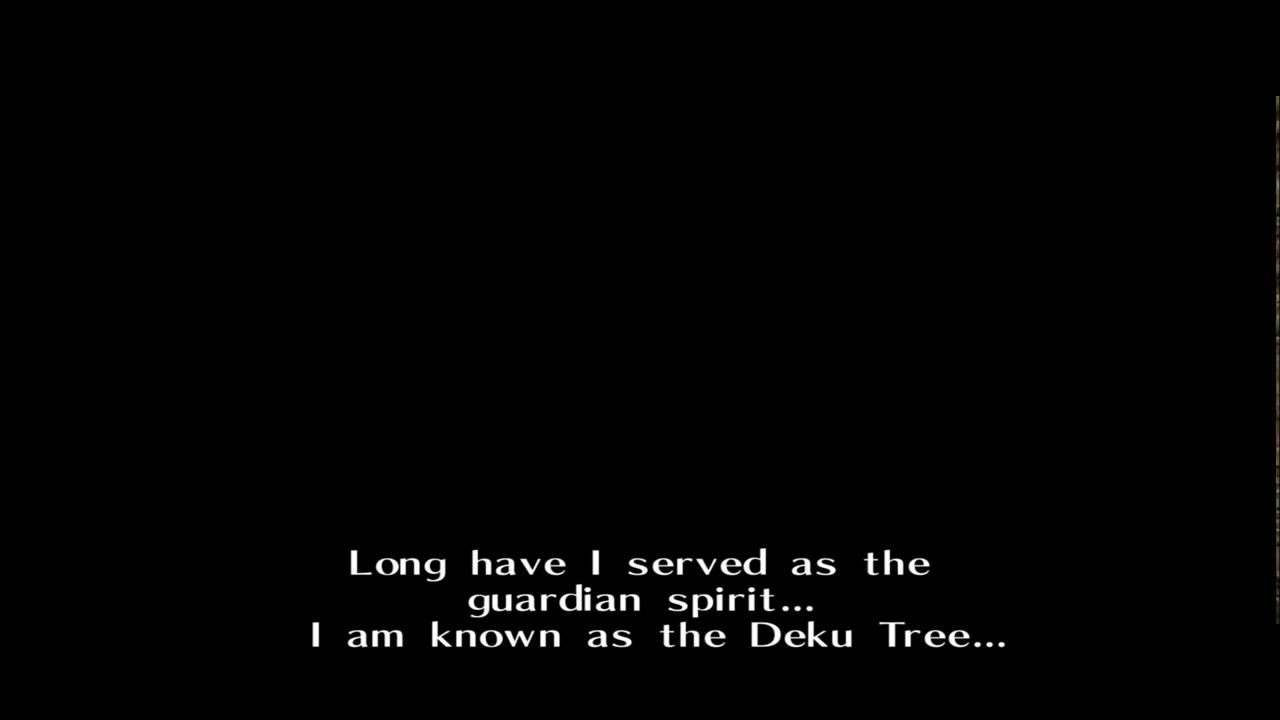 Long have I served as the
guardian spirit...
I am known as the Deku Tree...